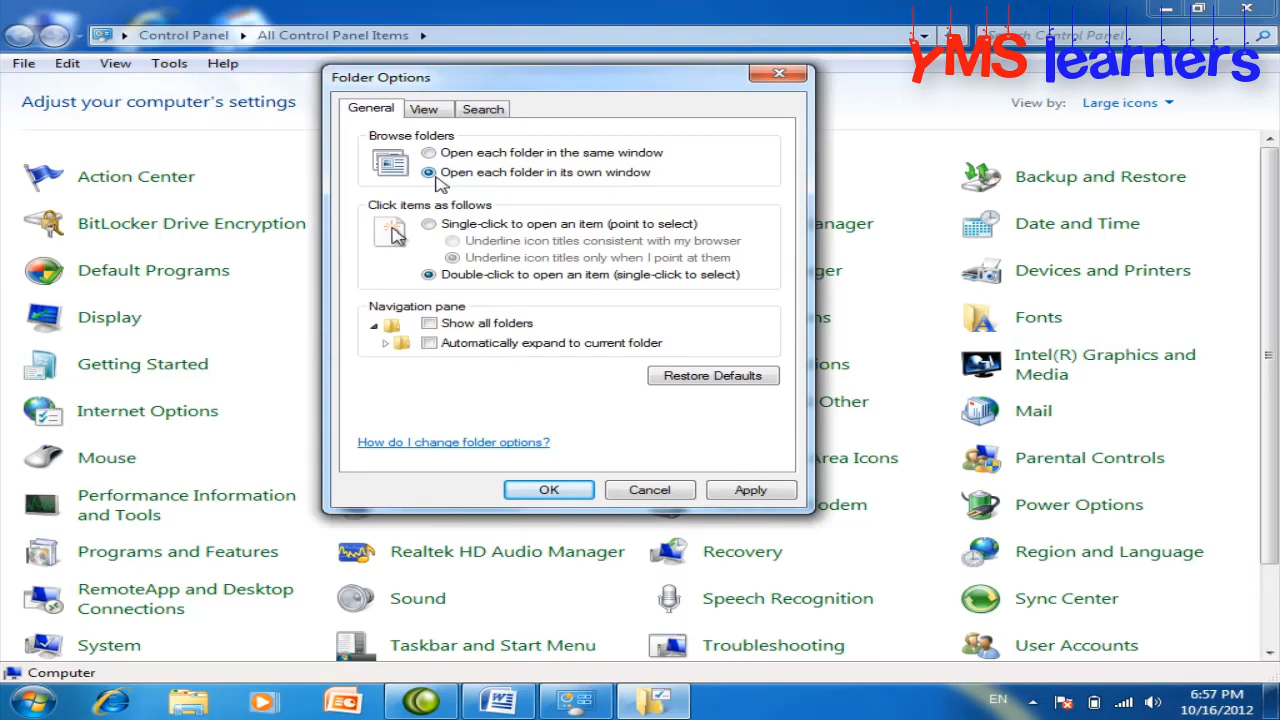 YMS learners
Control Panel
All Control Panel Items
Search Control Panel
File Edit View Tools Help
Adjust your computer's settings
View by: Large icons
Action Center
BitLocker Drive Encryption
Default Programs
Display
Getting Started
Internet Options
Mouse
Performance Information
and Tools
Programs and Features
RemoteApp and Desktop
Connections
System
Folder Options
General View Search
Browse folders
Open each folder in the same window
Open each folder in its own window
Click items as follows
Single-click to open an item (point to select)
Underline icon titles consistent with my browser
Underline icon titles only when I point at them
Double-click to open an item (single-click to select)
Navigation pane
Show all folders
Automatically expand to current folder
Restore Defaults
How do I change folder options?
OK Cancel Apply
Realtek HD Audio Manager
Sound
Taskbar and Start Menu
Other
Area Icons
Recovery
Speech Recognition
Troubleshooting
Backup and Restore
Date and Time
Devices and Printers
Fonts
Intel(R) Graphics and
Media
Mail
Parental Controls
Power Options
Region and Language
Sync Center
User Accounts
Computer
EN
6:57 PM
10/16/2012